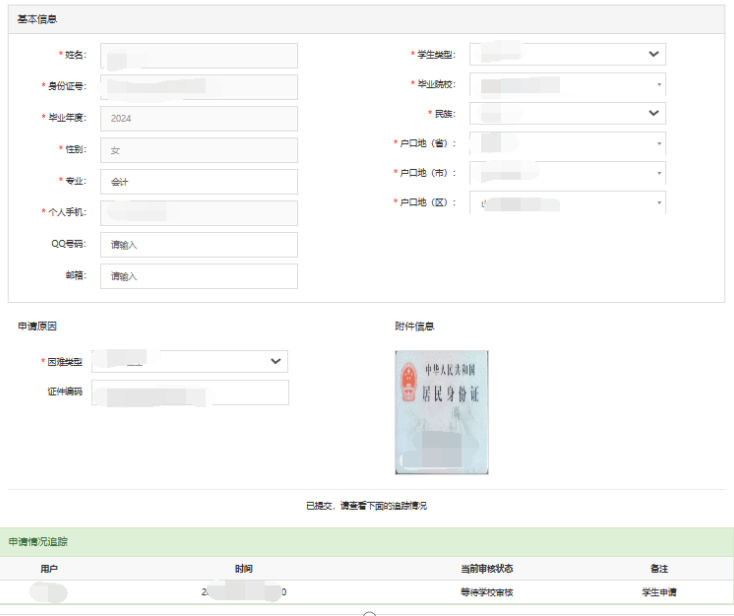 基本信息
* 姓名：
* 学生类型：
* 身份证号：
* 毕业院校：
* 毕业年度： 2024
* 民族：
* 性别： 女
* 户口地（省）：
* 专业： 会计
* 户口地（市）：
* 个人手机：
* 户口地（区）：
QQ号码： 请输入
邮箱： 请输入
申请原因
附件信息
* 困难类型
证件编码
中华人民共和国
居民身份证
已提交，请查看下面的追踪情况
申请情况追踪
用户 时间 当前审核状态 备注
等待学校审核 学生申请